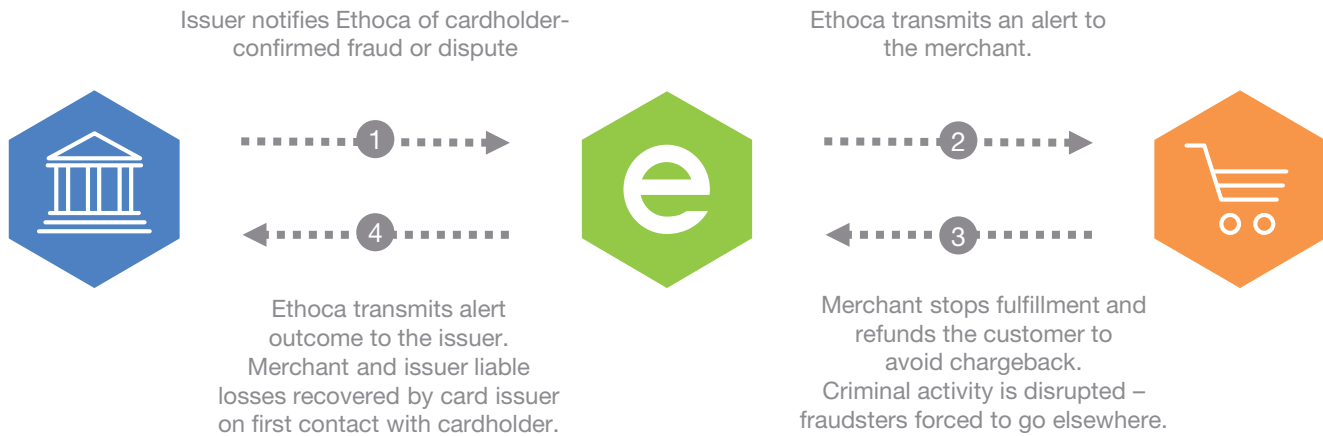 Issuer notifies Ethoca of cardholder-
confirmed fraud or dispute
Ethoca transmits an alert to
the merchant.
1
2
e
4
3
Ethoca transmits alert
outcome to the issuer.
Merchant and issuer liable
losses recovered by card issuer
on first contact with cardholder.
Merchant stops fulfillment and
refunds the customer to
avoid chargeback.
Criminal activity is disrupted –
fraudsters forced to go elsewhere.